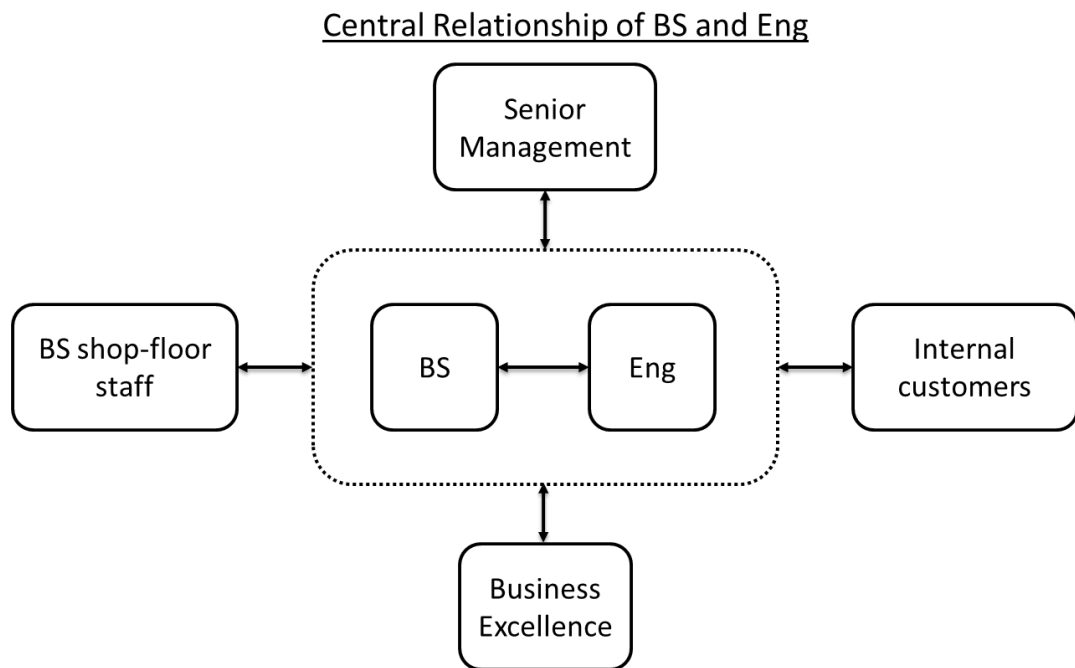 Central Relationship of BS and Eng
Senior
Management
BS shop-floor
staff
BS
Eng
Internal
customers
Business
Excellence